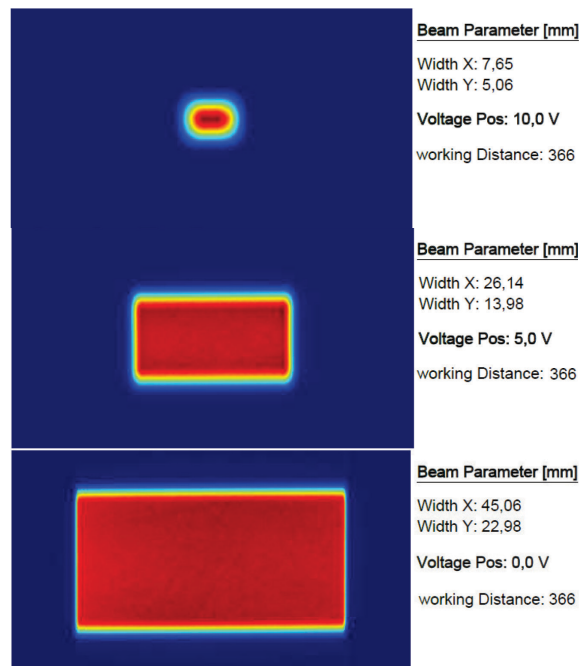 Beam Parameter [mm]
Width X: 7,65
Width Y: 5,06
Voltage Pos: 10,0 V
working Distance: 366
Beam Parameter [mm]
Width X: 26,14
Width Y: 13,98
Voltage Pos: 5,0 V
working Distance: 366
Beam Parameter [mm]
Width X: 45,06
Width Y: 22,98
Voltage Pos: 0,0 V
working Distance: 366